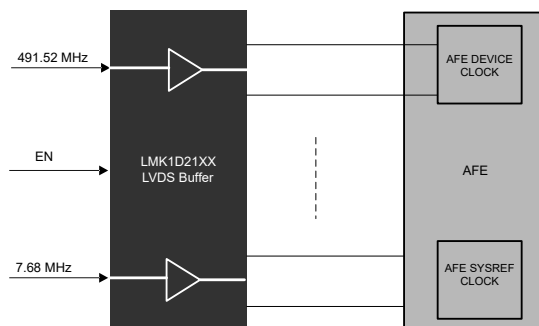 491.52 MHz
EN
7.68 MHz
LMK1D21XX
LVDS Buffer
AFE DEVICE
CLOCK
AFE
AFE SYSREF
CLOCK